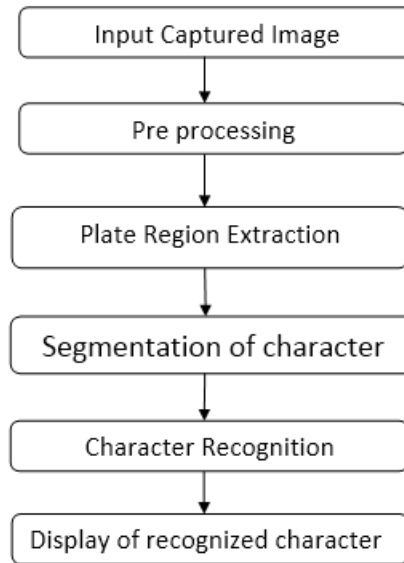 Input Captured Image
Pre processing
Plate Region Extraction
Segmentation of character
Character Recognition
Display of recognized character